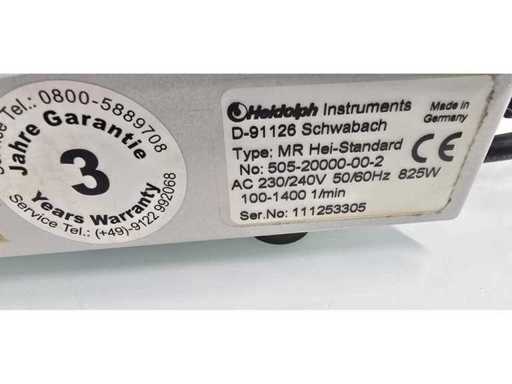 Service Tel.: 0800-5889708
Jahre Garantie
3
Years Warranty
Service Tel.: (+49)-9122 992068
Heidolph Instruments
Made in
Germany
D-91126 Schwabach
Type: MR Hei-Standard
No: 505-20000-00-2
CE
AC 230/240V 50/60Hz 825W
100-1400 1/min
Ser.No: 111253305